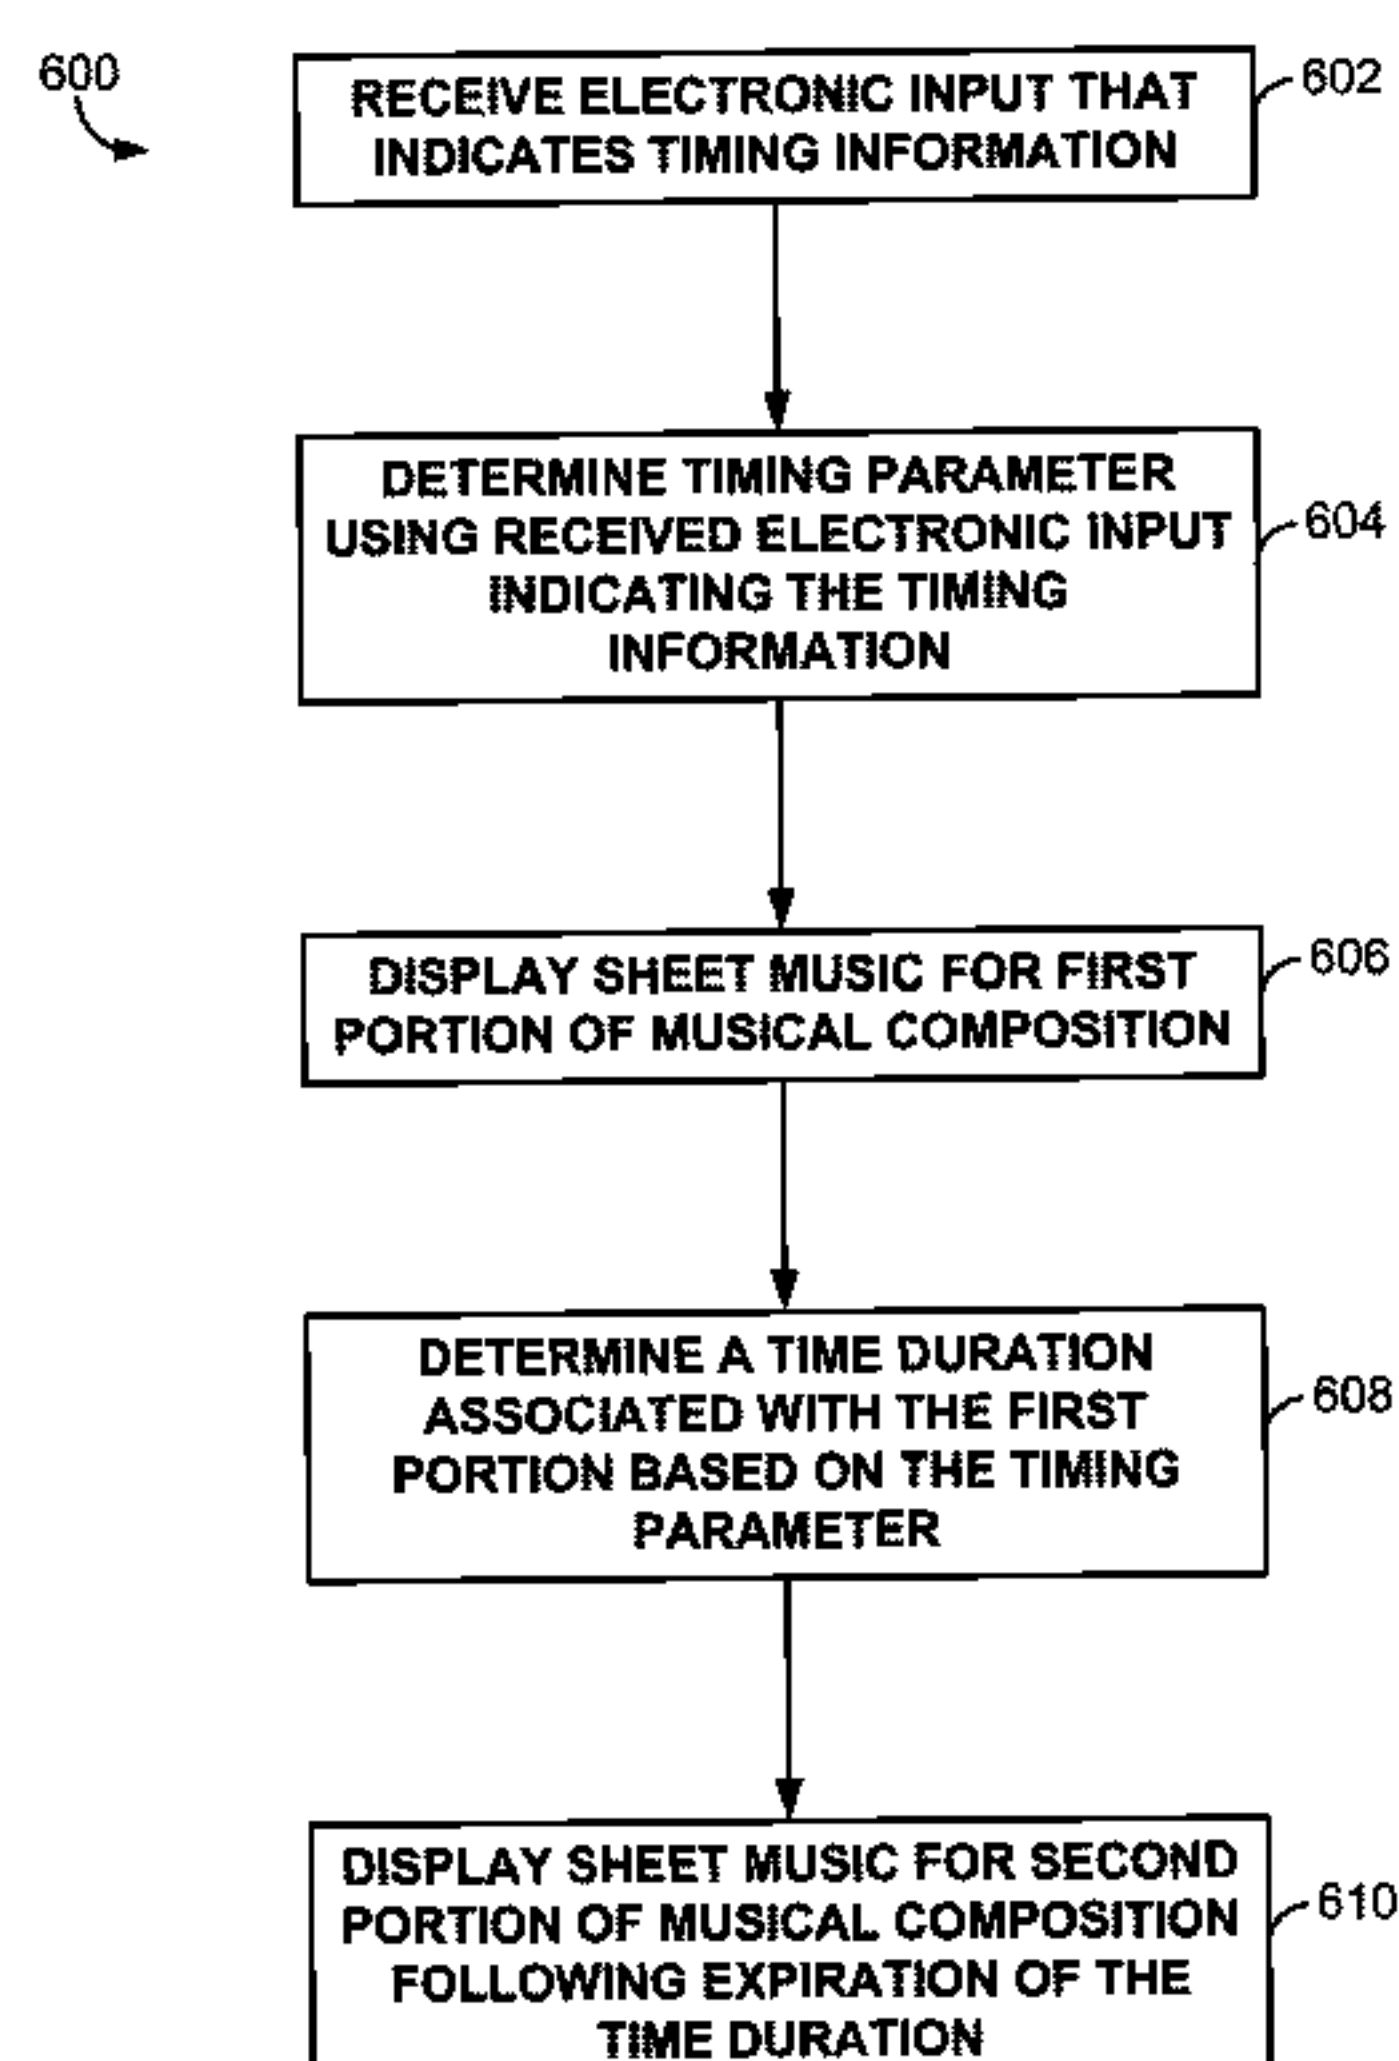 600
RECEIVE ELECTRONIC INPUT THAT
INDICATES TIMING INFORMATION
602
DETERMINE TIMING PARAMETER
USING RECEIVED ELECTRONIC INPUT
INDICATING THE TIMING
INFORMATION
604
DISPLAY SHEET MUSIC FOR FIRST
PORTION OF MUSICAL COMPOSITION
606
DETERMINE A TIME DURATION
ASSOCIATED WITH THE FIRST
PORTION BASED ON THE TIMING
PARAMETER
608
DISPLAY SHEET MUSIC FOR SECOND
PORTION OF MUSICAL COMPOSITION
FOLLOWING EXPIRATION OF THE
TIME DURATION
610